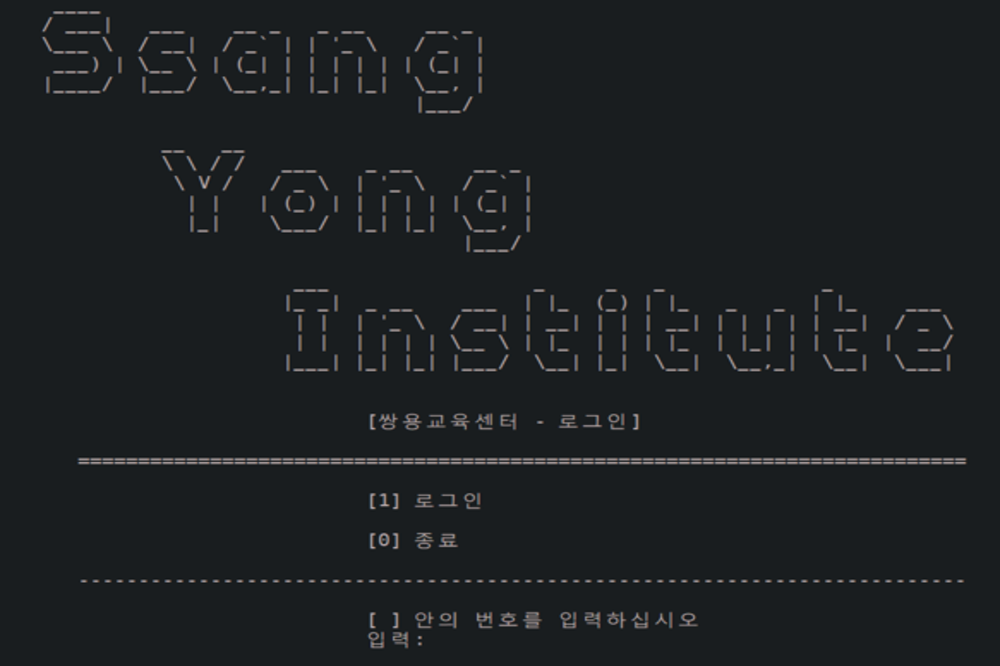 Ssang
Yong
Institute
[쌍용교육센터 - 로그인]
[1] 로그인
[0] 종료
[ ] 안의 번호를 입력하십시오
입력: